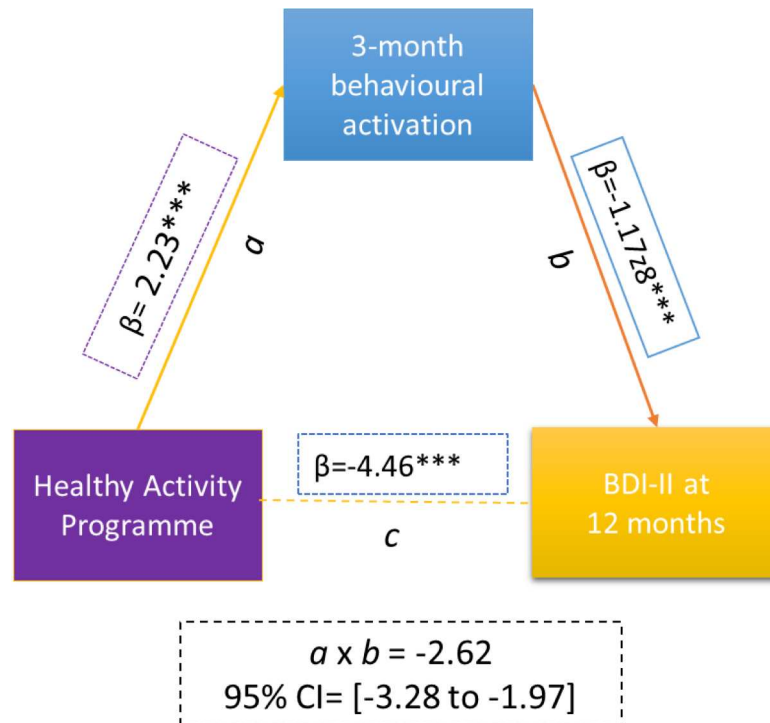 3-month
behavioural
activation
β= 2.23***
a
β=-1.17z8***
b
Healthy Activity
Programme
β=-4.46***
c
BDI-II at
12 months
a x b = -2.62
95% CI= [-3.28 to -1.97]